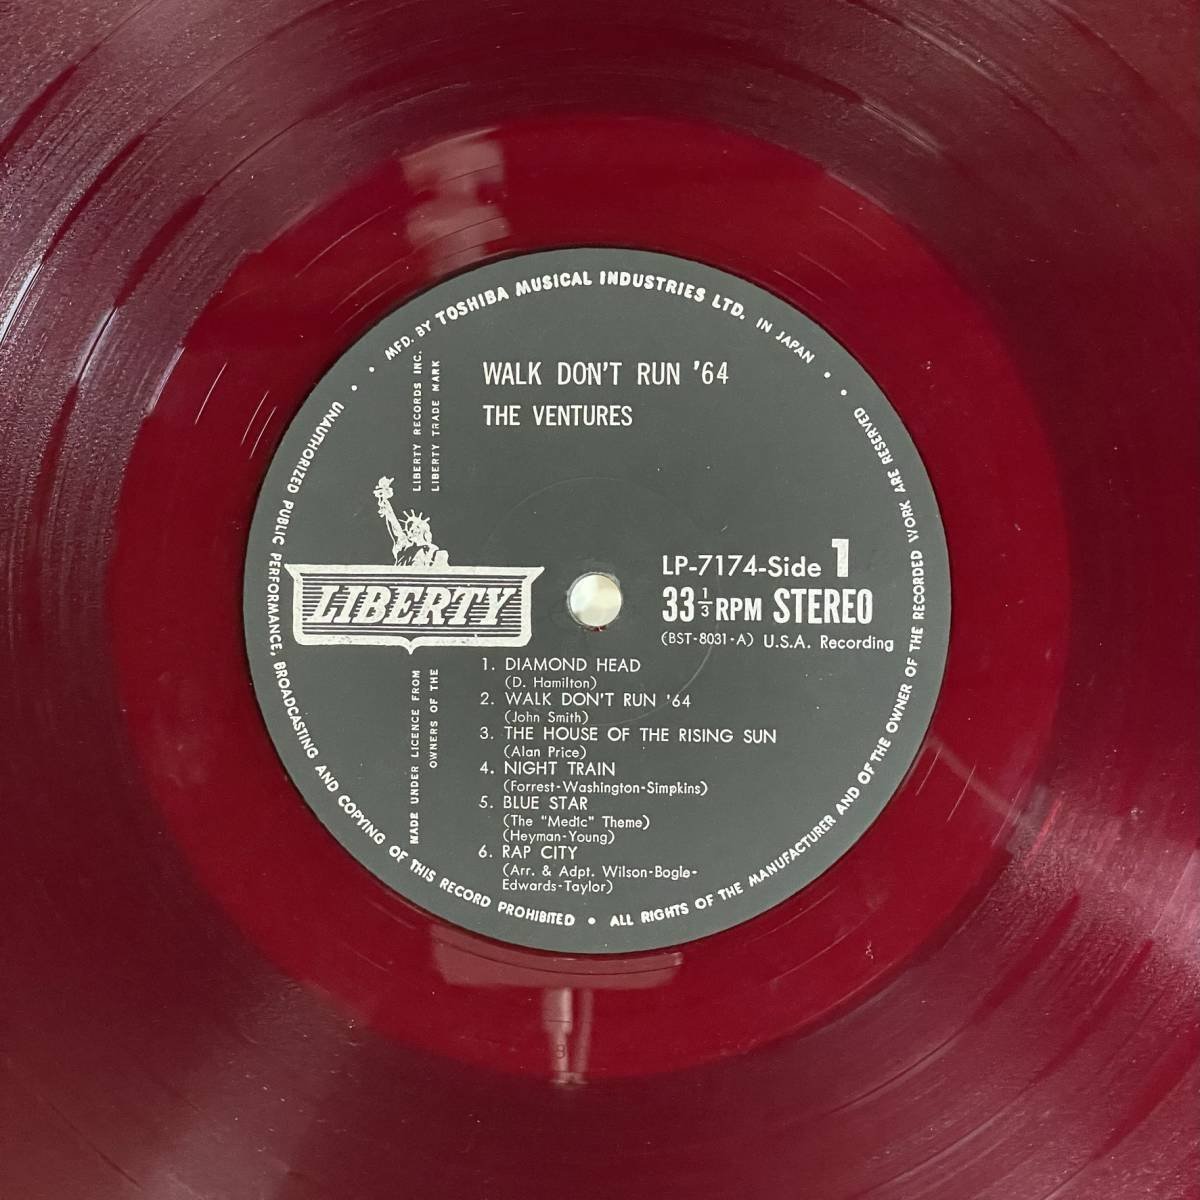 MFD. BY TOSHIBA MUSICAL INDUSTRIES LTD. IN JAPAN
WALK DON'T RUN '64
THE VENTURES
LIBERTY RECORDS INC.
LIBERTY TRADE MARK
LIBERTY
LP-7174-Side 1
33 1/3 RPM STEREO
(BST-8031-A) U.S.A. Recording
1. DIAMOND HEAD
(D. Hamilton)
2. WALK DON'T RUN '64
(John Smith)
3. THE HOUSE OF THE RISING SUN
(Alan Price)
4. NIGHT TRAIN
(Forrest-Washington-Simpkins)
5. BLUE STAR
(The "Medic" Theme)
(Heyman-Young)
6. RAP CITY
(Arr. & Adpt. Wilson-Bogle-
Edwards-Taylor)
MADE UNDER LICENCE FROM
OWNERS OF THE
UNAUTHORIZED PUBLIC PERFORMANCE, BROADCASTING AND COPYING OF THIS RECORD PROHIBITED • ALL RIGHTS OF THE MANUFACTURER AND OF THE OWNER OF THE RECORDED WORK ARE RESERVED